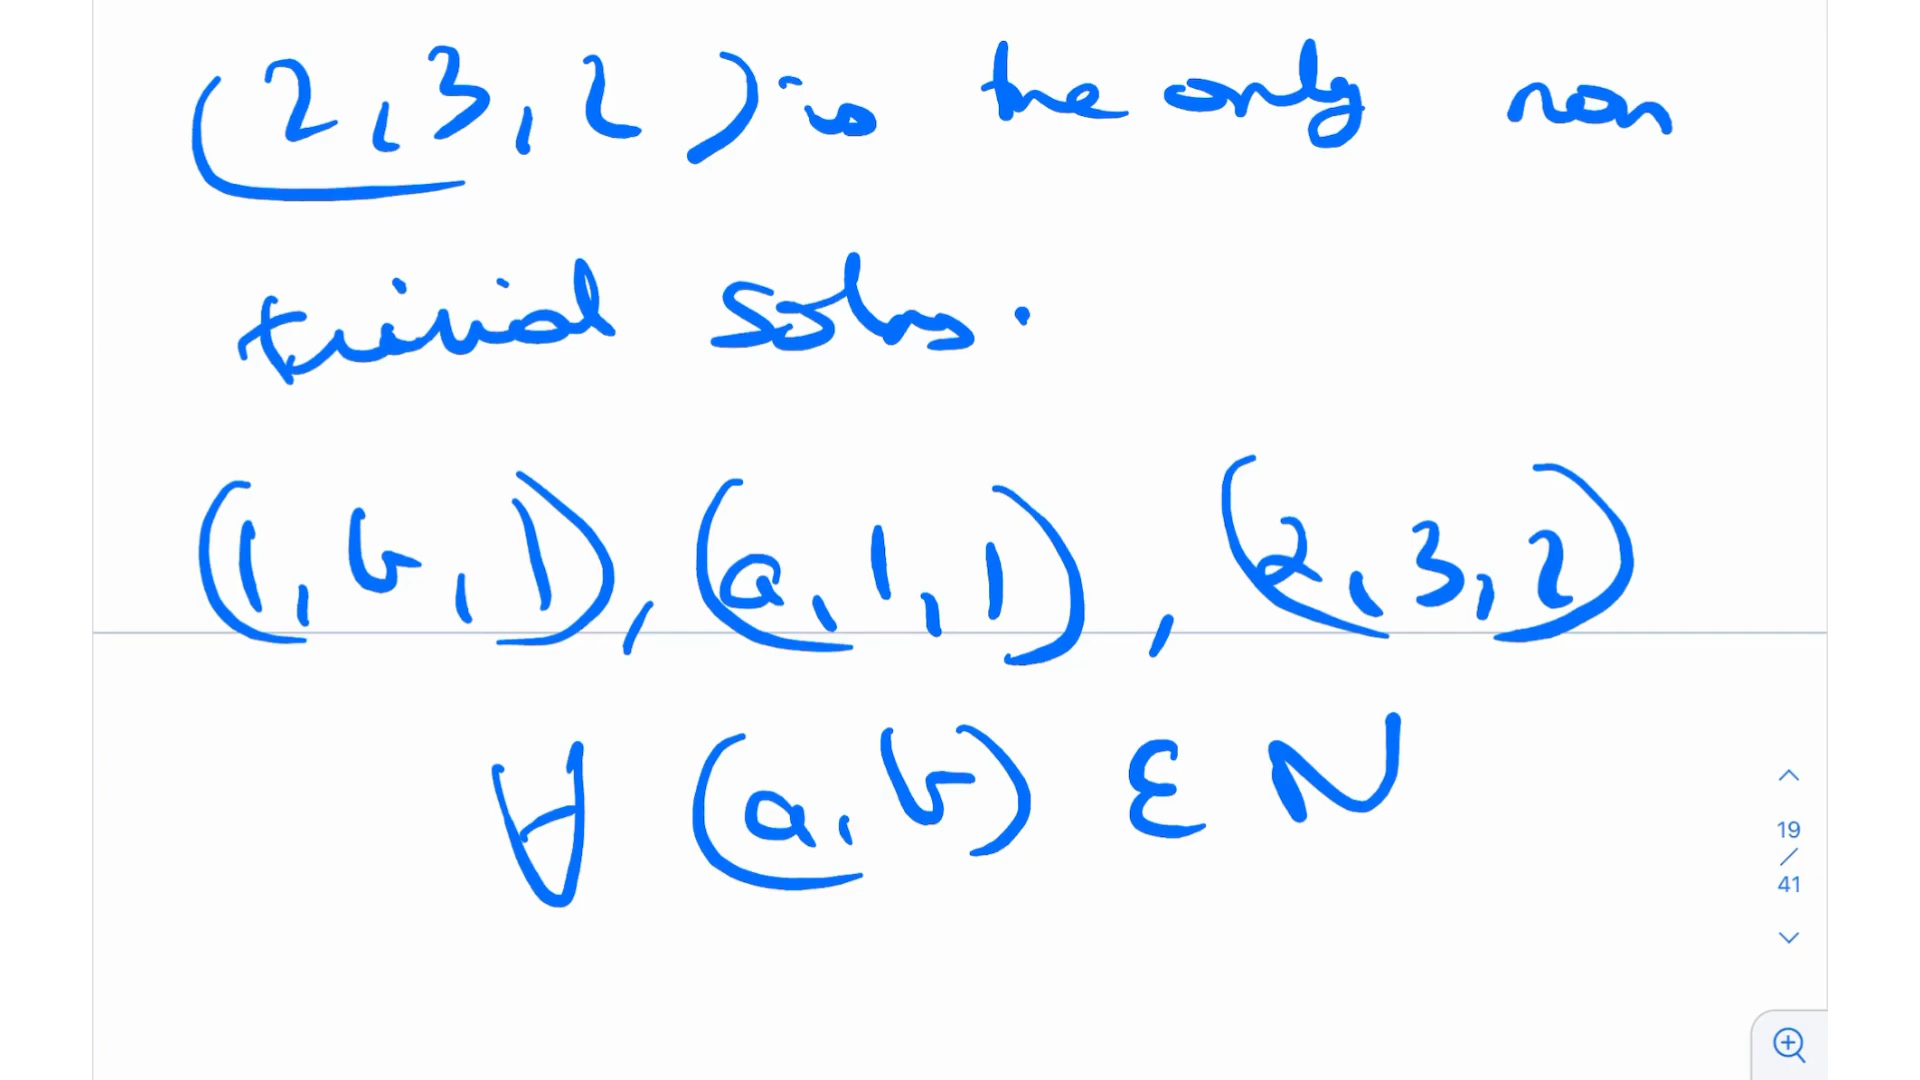 (2,3,2) is the only non
trivial solns.
(1,b,1), (a,1,1), (2,3,2)
∀ (a,b) ∈ N
19
/
41